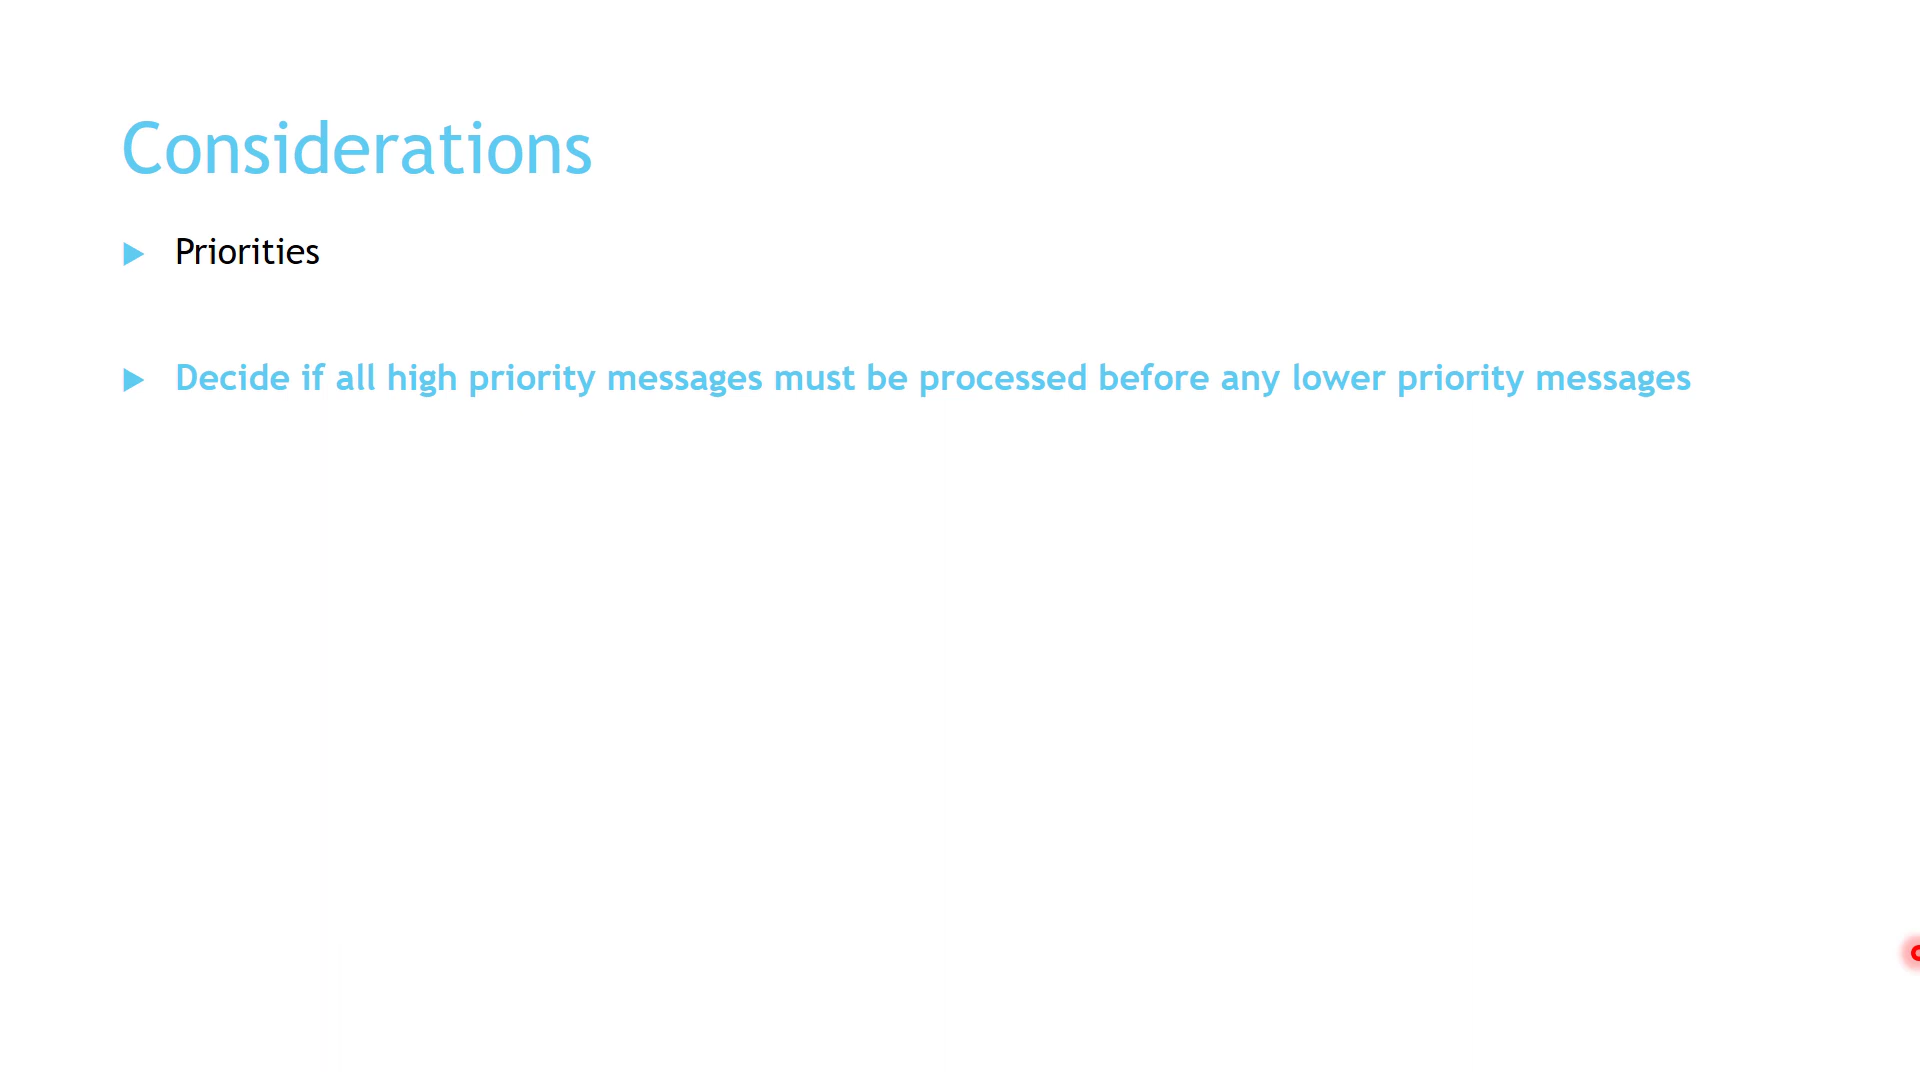 Considerations
Priorities
Decide if all high priority messages must be processed before any lower priority messages